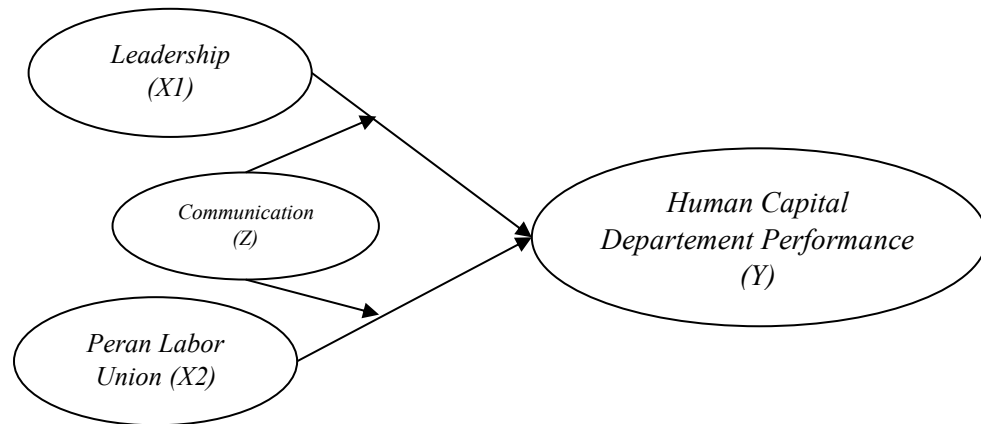 Leadership
(X1)
Communication
(Z)
Peran Labor
Union (X2)
Human Capital
Departement Performance
(Y)